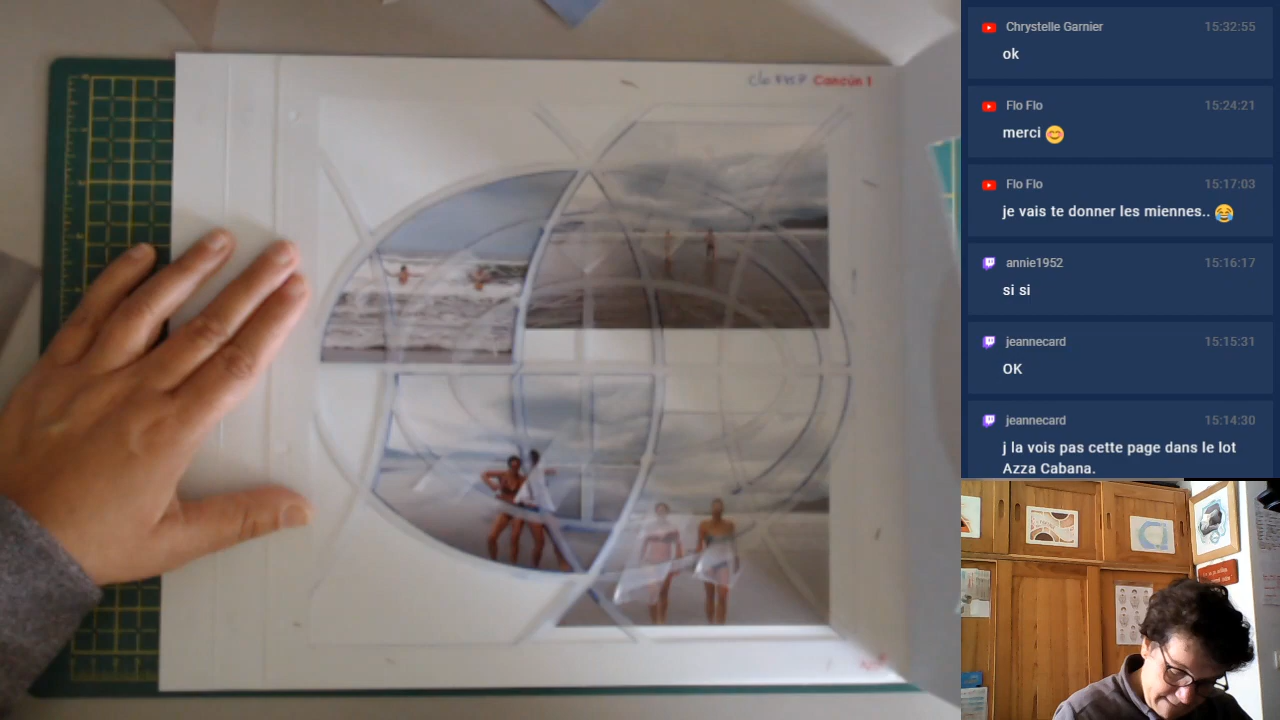 Cancún 1
Chrystelle Garnier 15:32:55
ok
Flo Flo 15:24:21
merci 😊
Flo Flo 15:17:03
je vais te donner les miennes.. 😂
annie1952 15:16:17
si si
jeannecard 15:15:31
OK
jeannecard 15:14:30
j la vois pas cette page dans le lot
Azza Cabana.